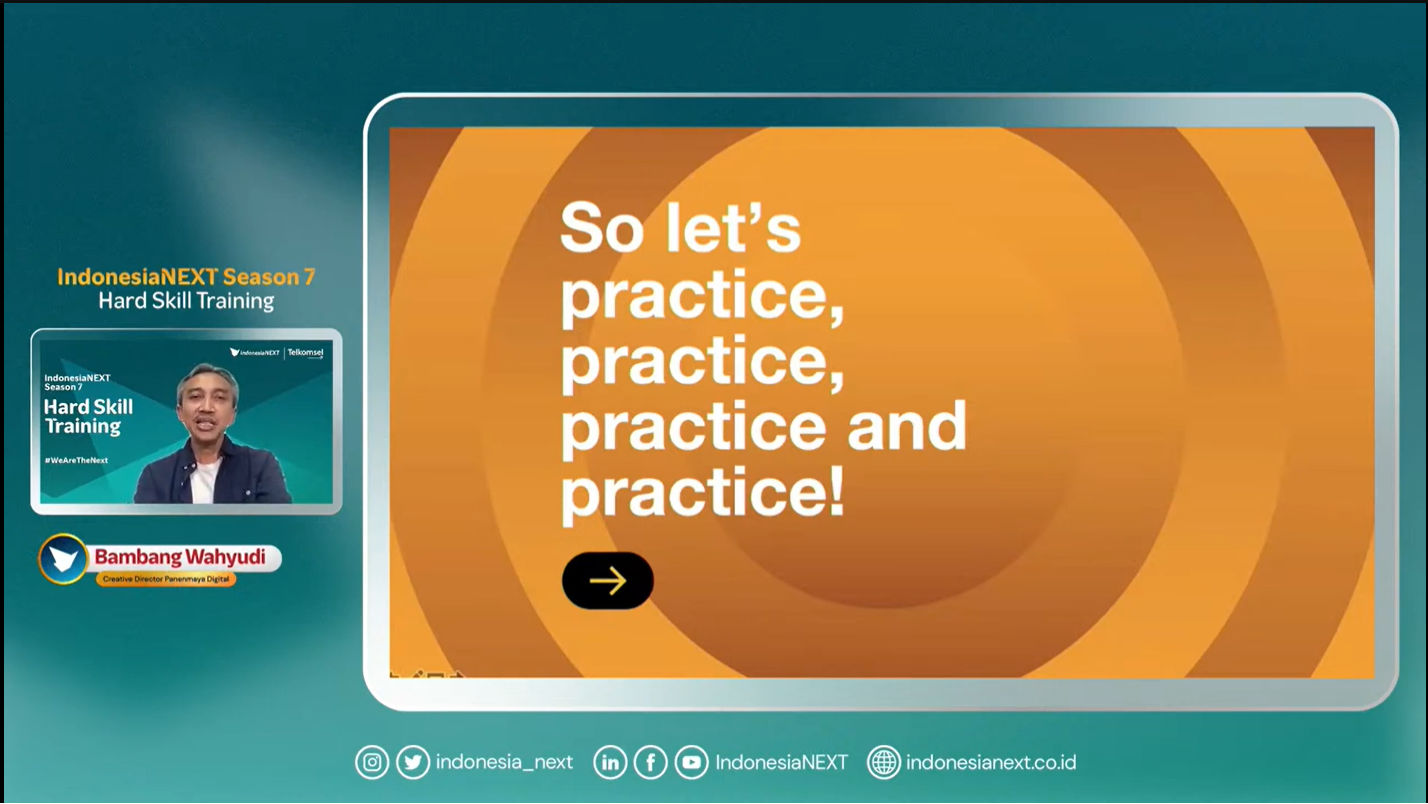 IndonesiaNEXT Season 7
Hard Skill Training
IndonesiaNEXT | Telkomsel
IndonesiaNEXT
Season 7
Hard Skill
Training
#WeAreTheNext
Bambang Wahyudi
Creative Director Panenmaya Digital
So let's
practice,
practice,
practice and
practice!
indonesia_next IndonesiaNEXT indonesianext.co.id